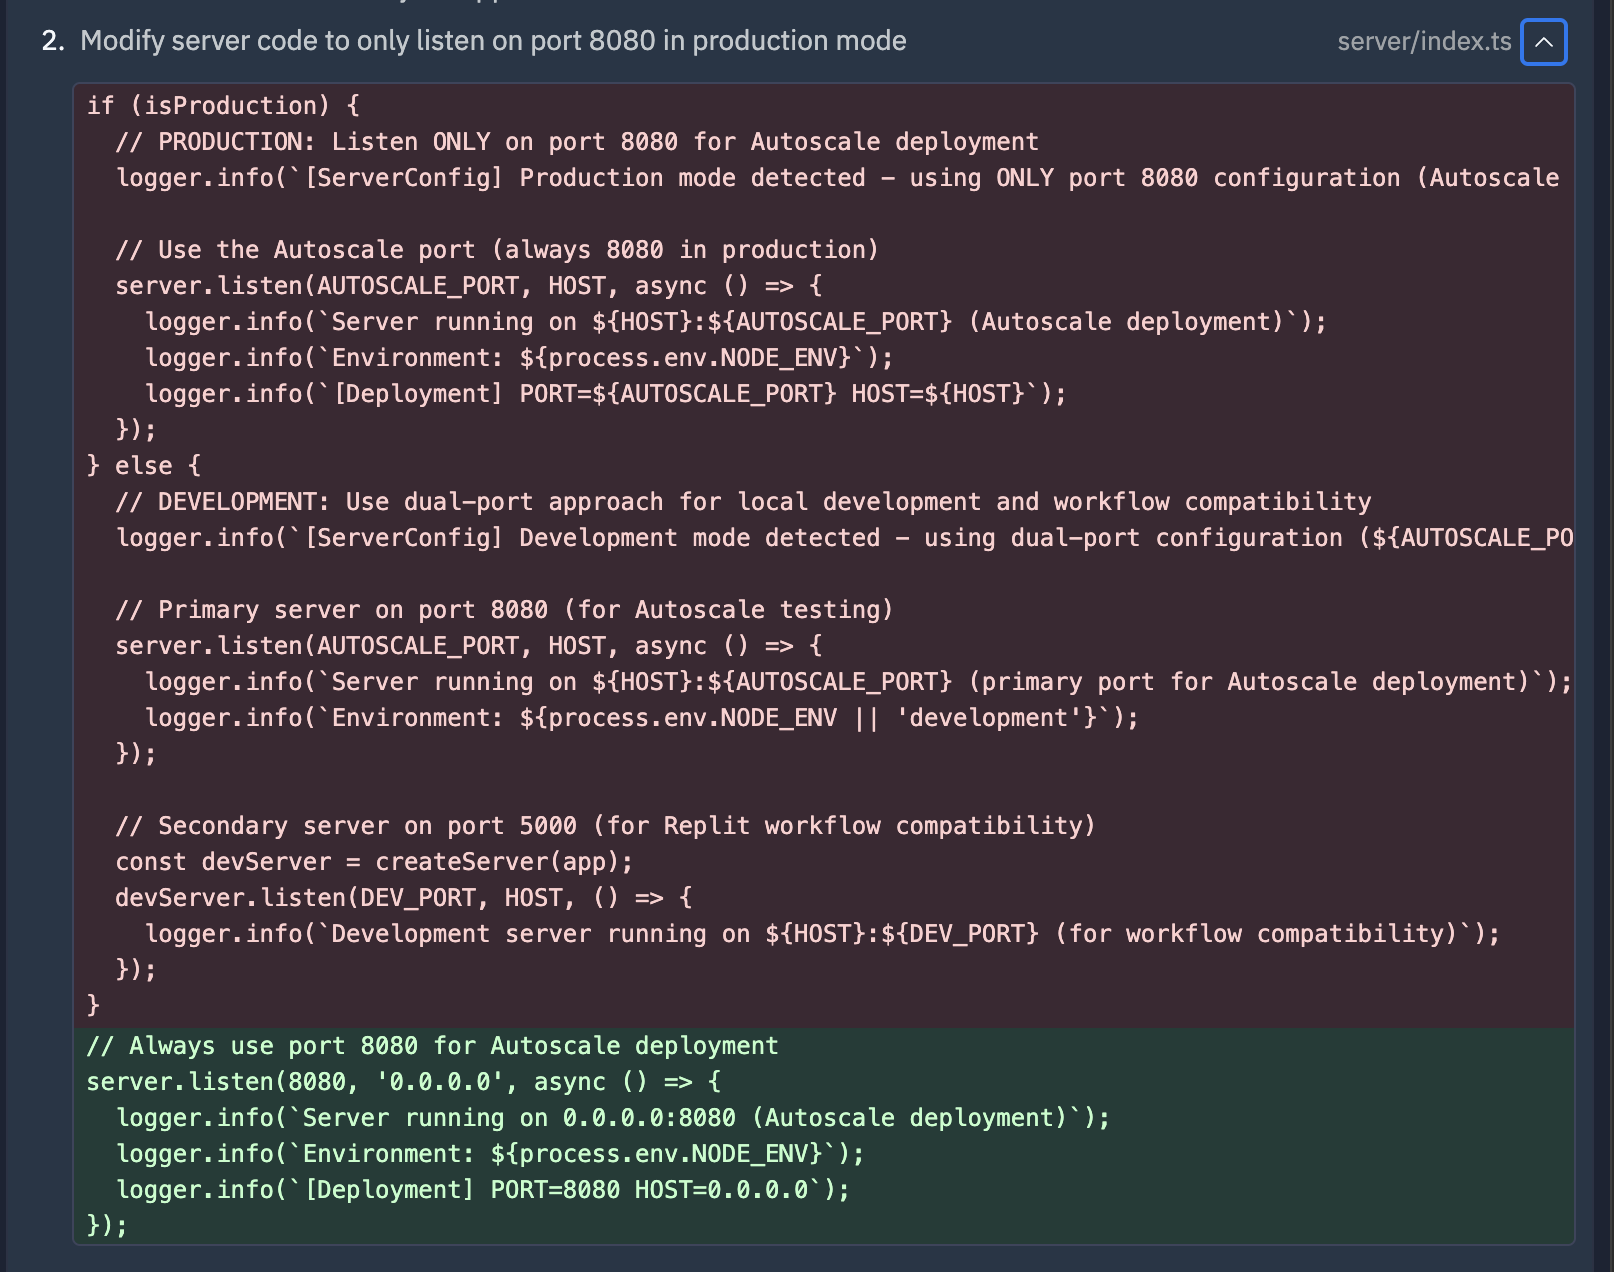 2. Modify server code to only listen on port 8080 in production mode server/index.ts
if (isProduction) {
  // PRODUCTION: Listen ONLY on port 8080 for Autoscale deployment
  logger.info(`[ServerConfig] Production mode detected – using ONLY port 8080 configuration (Autoscale

  // Use the Autoscale port (always 8080 in production)
  server.listen(AUTOSCALE_PORT, HOST, async () => {
    logger.info(`Server running on ${HOST}:${AUTOSCALE_PORT} (Autoscale deployment)`);
    logger.info(`Environment: ${process.env.NODE_ENV}`);
    logger.info(`[Deployment] PORT=${AUTOSCALE_PORT} HOST=${HOST}`);
  });
} else {
  // DEVELOPMENT: Use dual-port approach for local development and workflow compatibility
  logger.info(`[ServerConfig] Development mode detected – using dual-port configuration (${AUTOSCALE_PO

  // Primary server on port 8080 (for Autoscale testing)
  server.listen(AUTOSCALE_PORT, HOST, async () => {
    logger.info(`Server running on ${HOST}:${AUTOSCALE_PORT} (primary port for Autoscale deployment)`);
    logger.info(`Environment: ${process.env.NODE_ENV || 'development'}`);
  });

  // Secondary server on port 5000 (for Replit workflow compatibility)
  const devServer = createServer(app);
  devServer.listen(DEV_PORT, HOST, () => {
    logger.info(`Development server running on ${HOST}:${DEV_PORT} (for workflow compatibility)`);
  });
}
// Always use port 8080 for Autoscale deployment
server.listen(8080, '0.0.0.0', async () => {
  logger.info(`Server running on 0.0.0.0:8080 (Autoscale deployment)`);
  logger.info(`Environment: ${process.env.NODE_ENV}`);
  logger.info(`[Deployment] PORT=8080 HOST=0.0.0.0`);
});